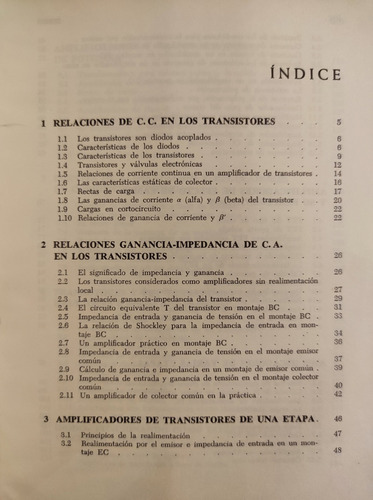 ÍNDICE
1 RELACIONES DE C. C. EN LOS TRANSISTORES . . . . 5
1.1 Los transistores son diodos acoplados . . . . . . . 6
1.2 Características de los diodos . . . . . . . . . 6
1.3 Características de los transistores . . . . . . . . 9
1.4 Transistores y válvulas electrónicas . . . . . . . 12
1.5 Relaciones de corriente continua en un amplificador de transistores . 14
1.6 Las características estáticas de colector . . . . . . 16
1.7 Rectas de carga . . . . . . . . . . . . 17
1.8 Las ganancias de corriente α (alfa) y β (beta) del transistor . . 20
1.9 Cargas en cortocircuito . . . . . . . . . . 22
1.10 Relaciones de ganancia de corriente y β' . . . . . . 22
2 RELACIONES GANANCIA-IMPEDANCIA DE C. A.
EN LOS TRANSISTORES . . . . . . . . . 26
2.1 El significado de impedancia y ganancia . . . . . . 26
2.2 Los transistores considerados como amplificadores sin realimentación
local . . . . . . . . . . . . . . 27
2.3 La relación ganancia-impedancia del transistor . . . . . 29
2.4 El circuito equivalente T del transistor en montaje BC . . . 31
2.5 Impedancia de entrada y ganancia de tensión en el montaje BC . . 33
2.6 La relación de Shockley para la impedancia de entrada en mon-
taje BC . . . . . . . . . . . . . . 34
2.7 Un amplificador práctico en montaje BC . . . . . . 36
2.8 Impedancia de entrada y ganancia de tensión en el montaje emisor
común . . . . . . . . . . . . . . 37
2.9 Cálculo de ganancia e impedancia en un montaje de emisor común . 39
2.10 Impedancia de entrada y ganancia de tensión en el montaje colector
común . . . . . . . . . . . . . . 40
2.11 Un amplificador de colector común en la práctica . . . . 42
3 AMPLIFICADORES DE TRANSISTORES DE UNA ETAPA . 46
3.1 Principios de la realimentación . . . . . . . . 47
3.2 Realimentación por el emisor e impedancia de entrada en un mon-
taje EC . . . . . . . . . . . . . . 48